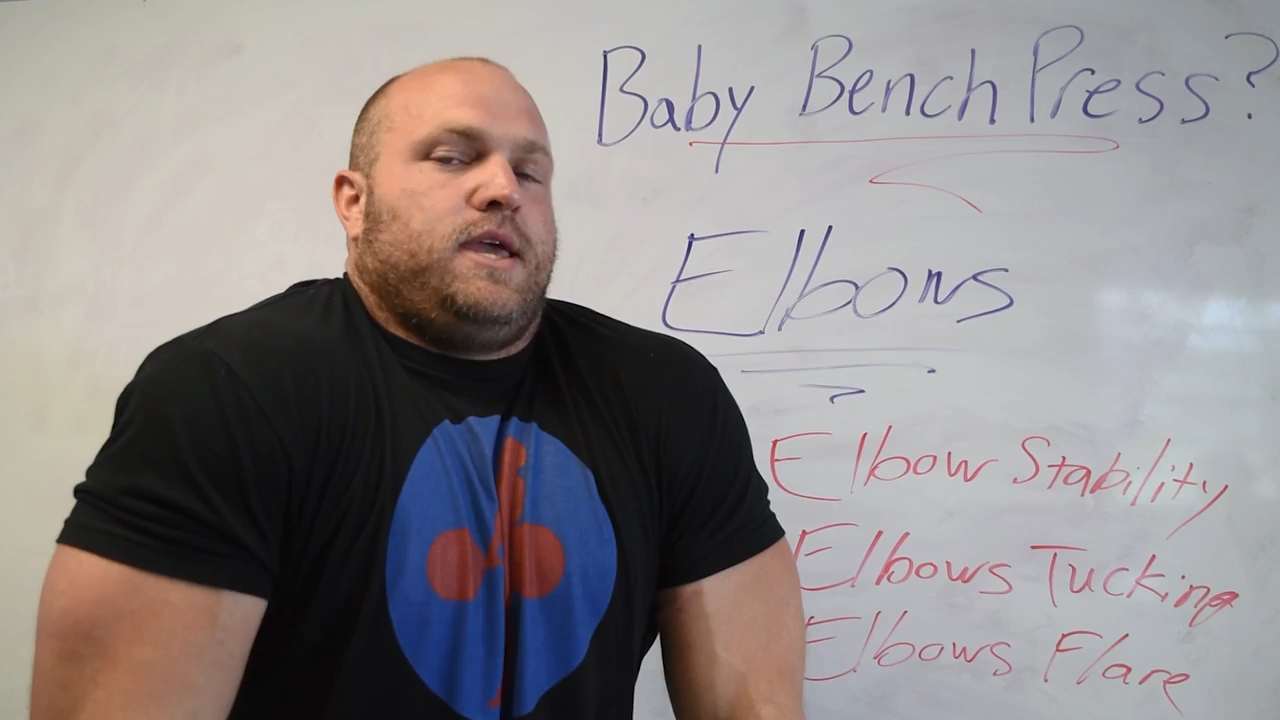 Baby Bench Press?
Elbows
Elbow Stability
Elbows Tucking
Elbows Flare